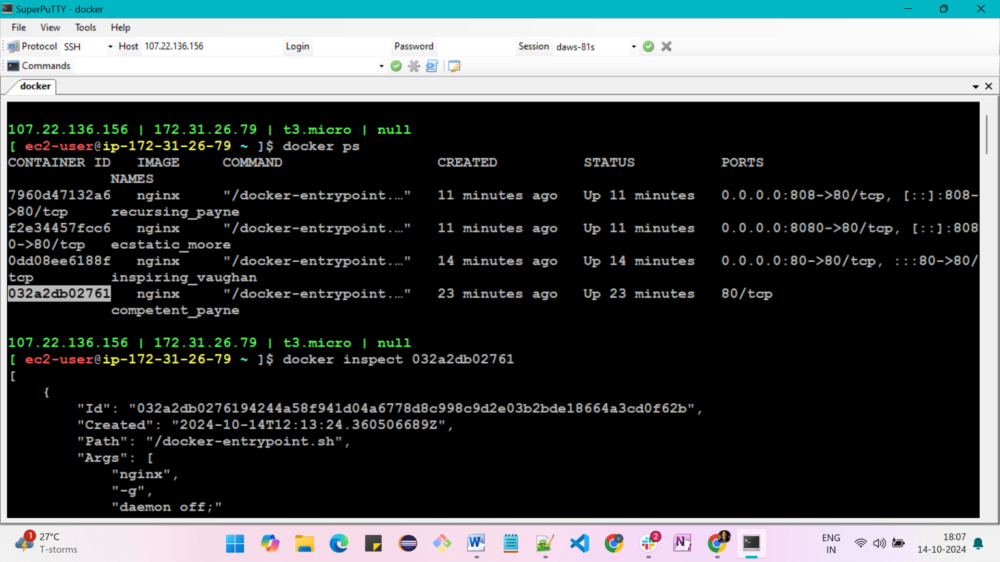 SuperPuTTY - docker
File View Tools Help
Protocol SSH Host 107.22.136.156 Login Password Session daws-81s
Commands
docker
107.22.136.156 | 172.31.26.79 | t3.micro | null
[ ec2-user@ip-172-31-26-79 ~ ]$ docker ps
CONTAINER ID   IMAGE     COMMAND                  CREATED          STATUS          PORTS
            NAMES
7960d47132a6   nginx     "/docker-entrypoint.…"   11 minutes ago   Up 11 minutes   0.0.0.0:808->80/tcp, [::]:808-
>80/tcp     recursing_payne
f2e34457fcc6   nginx     "/docker-entrypoint.…"   11 minutes ago   Up 11 minutes   0.0.0.0:8080->80/tcp, [::]:808
0->80/tcp   ecstatic_moore
0dd08ee6188f   nginx     "/docker-entrypoint.…"   14 minutes ago   Up 14 minutes   0.0.0.0:80->80/tcp, :::80->80/
tcp         inspiring_vaughan
032a2db02761   nginx     "/docker-entrypoint.…"   23 minutes ago   Up 23 minutes   80/tcp
            competent_payne
107.22.136.156 | 172.31.26.79 | t3.micro | null
[ ec2-user@ip-172-31-26-79 ~ ]$ docker inspect 032a2db02761
[
    {
        "Id": "032a2db0276194244a58f941d04a6778d8c998c9d2e03b2bde18664a3cd0f62b",
        "Created": "2024-10-14T12:13:24.360506689Z",
        "Path": "/docker-entrypoint.sh",
        "Args": [
            "nginx",
            "-g",
            "daemon off;"
1 27°C
T-storms
2
ENG
IN
18:07
14-10-2024